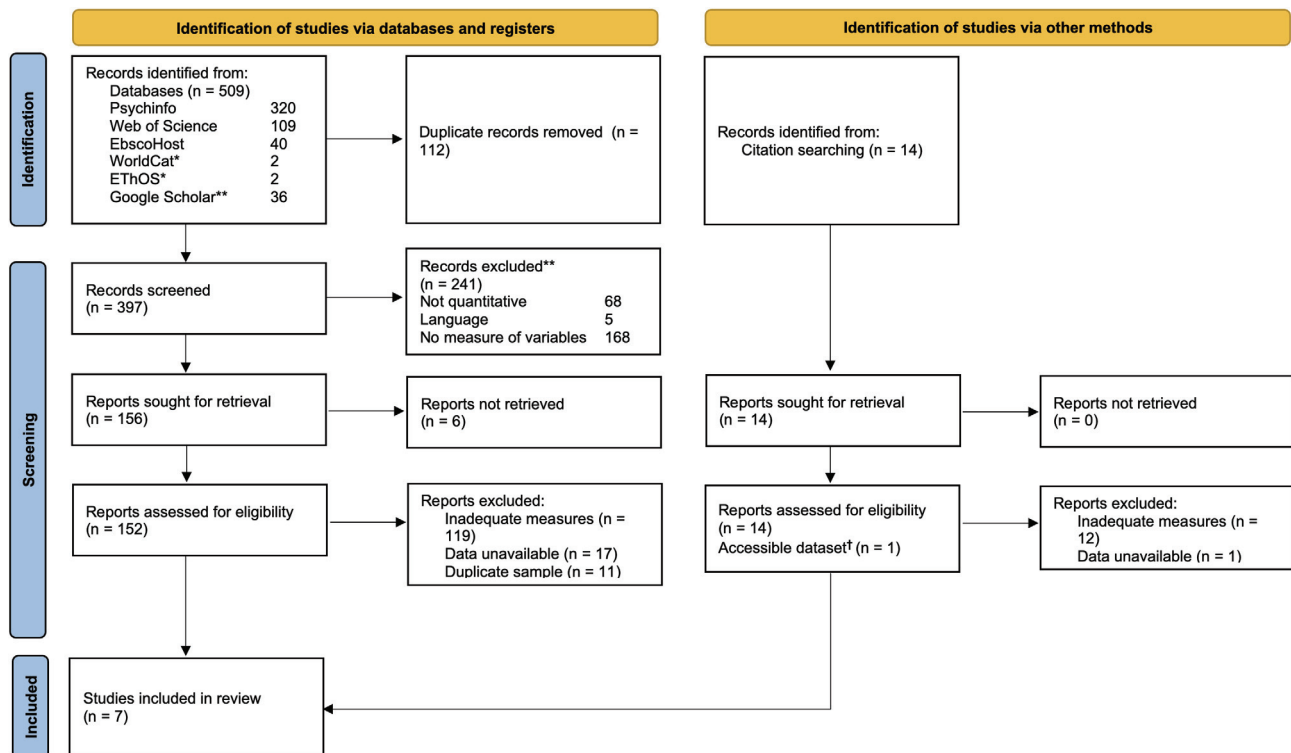 Identification of studies via databases and registers
Identification of studies via other methods
Identification
Records identified from:
Databases (n = 509)
Psychinfo 320
Web of Science 109
EbscoHost 40
WorldCat* 2
EThOS* 2
Google Scholar** 36
Duplicate records removed (n =
112)
Records identified from:
Citation searching (n = 14)
Screening
Records screened
(n = 397)
Records excluded**
(n = 241)
Not quantitative 68
Language 5
No measure of variables 168
Reports sought for retrieval
(n = 156)
Reports not retrieved
(n = 6)
Reports sought for retrieval
(n = 14)
Reports not retrieved
(n = 0)
Reports assessed for eligibility
(n = 152)
Reports excluded:
Inadequate measures (n =
119)
Data unavailable (n = 17)
Duplicate sample (n = 11)
Reports assessed for eligibility
(n = 14)
Accessible dataset† (n = 1)
Reports excluded:
Inadequate measures (n =
12)
Data unavailable (n = 1)
Included
Studies included in review
(n = 7)